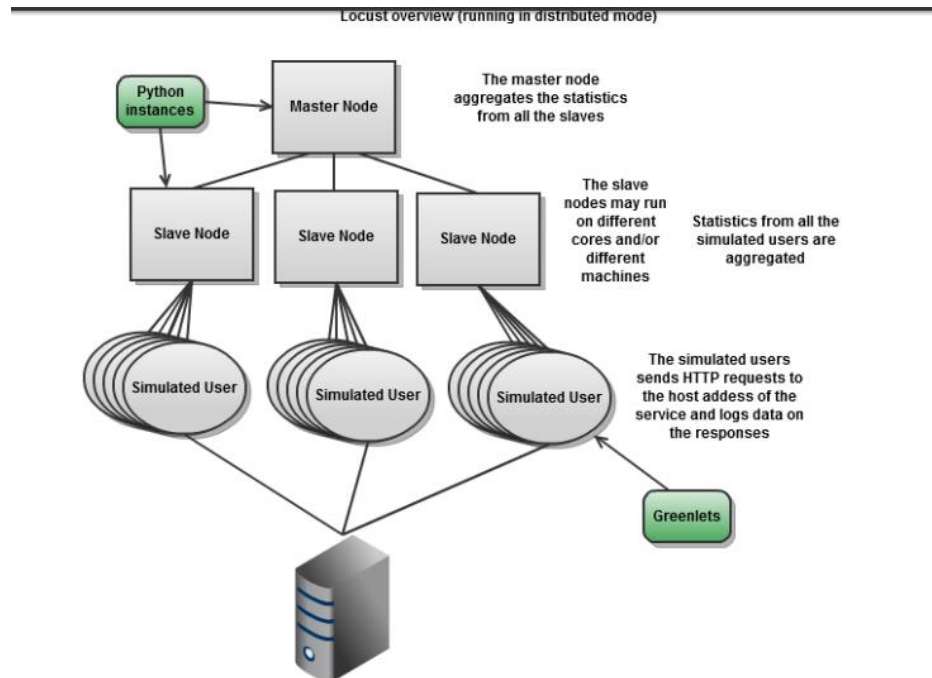 Locust overview (running in distributed mode)
Python
instances
Master Node
The master node
aggregates the statistics
from all the slaves
Slave Node
Slave Node
Slave Node
The slave
nodes may run
on different
cores and/or
different
machines
Statistics from all the
simulated users are
aggregated
Simulated User
Simulated User
Simulated User
The simulated users
sends HTTP requests to
the host addess of the
service and logs data on
the responses
Greenlets